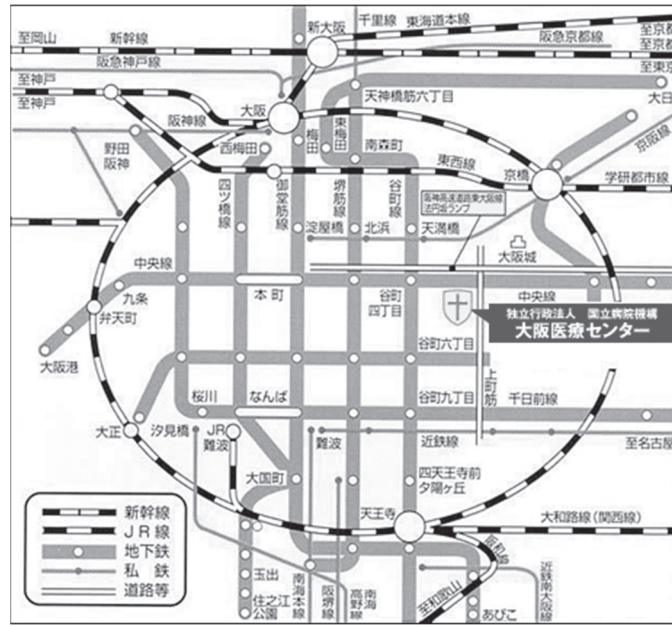 至岡山
新幹線
新大阪
千里線
東海道本線
阪急京都線
至京都
至京都
阪急神戸線
至神戸
至神戸
至東京
大日
天神橋筋六丁目
大阪
阪神線
野田
阪神
西梅田
梅田
東梅田
南森町
東西線
京橋
京阪線
学研都市線
四ツ橋線
御堂筋線
堺筋線
谷町線
阪神高速道路東大阪線
法円坂ランプ
淀屋橋
北浜
天満橋
大阪城
中央線
九条
本町
谷町
四丁目
中央線
弁天町
独立行政法人 国立病院機構
大阪医療センター
大阪港
谷町六丁目
上町筋
桜川
なんば
谷町九丁目
千日前線
大正
汐見橋
JR
難波
難波
近鉄線
至名古屋
大国町
四天王寺前
夕陽ヶ丘
天王寺
大和路線(関西線)
阪和線
新幹線
JR線
地下鉄
私鉄
道路等
玉出
住之江
公園
南海本線
阪堺線
南海
高野線
至和歌山
あびこ
近鉄南大阪線